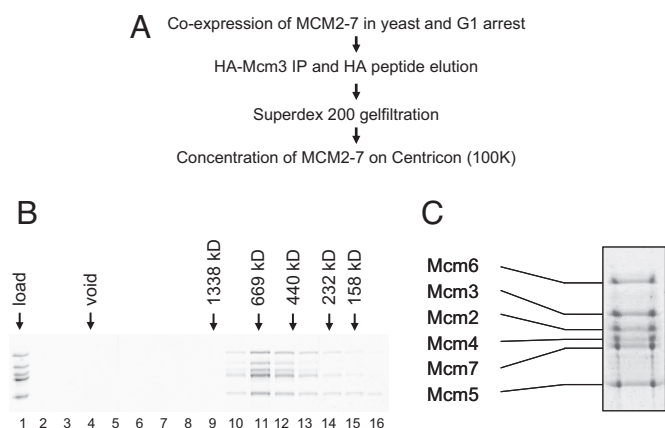 A
Co-expression of MCM2-7 in yeast and G1 arrest
HA-Mcm3 IP and HA peptide elution
Superdex 200 gelfiltration
Concentration of MCM2-7 on Centricon (100K)
B
load
void
1338 kD
669 kD
440 kD
232 kD
158 kD
1 2 3 4 5 6 7 8 9 10 11 12 13 14 15 16
C
Mcm6
Mcm3
Mcm2
Mcm4
Mcm7
Mcm5